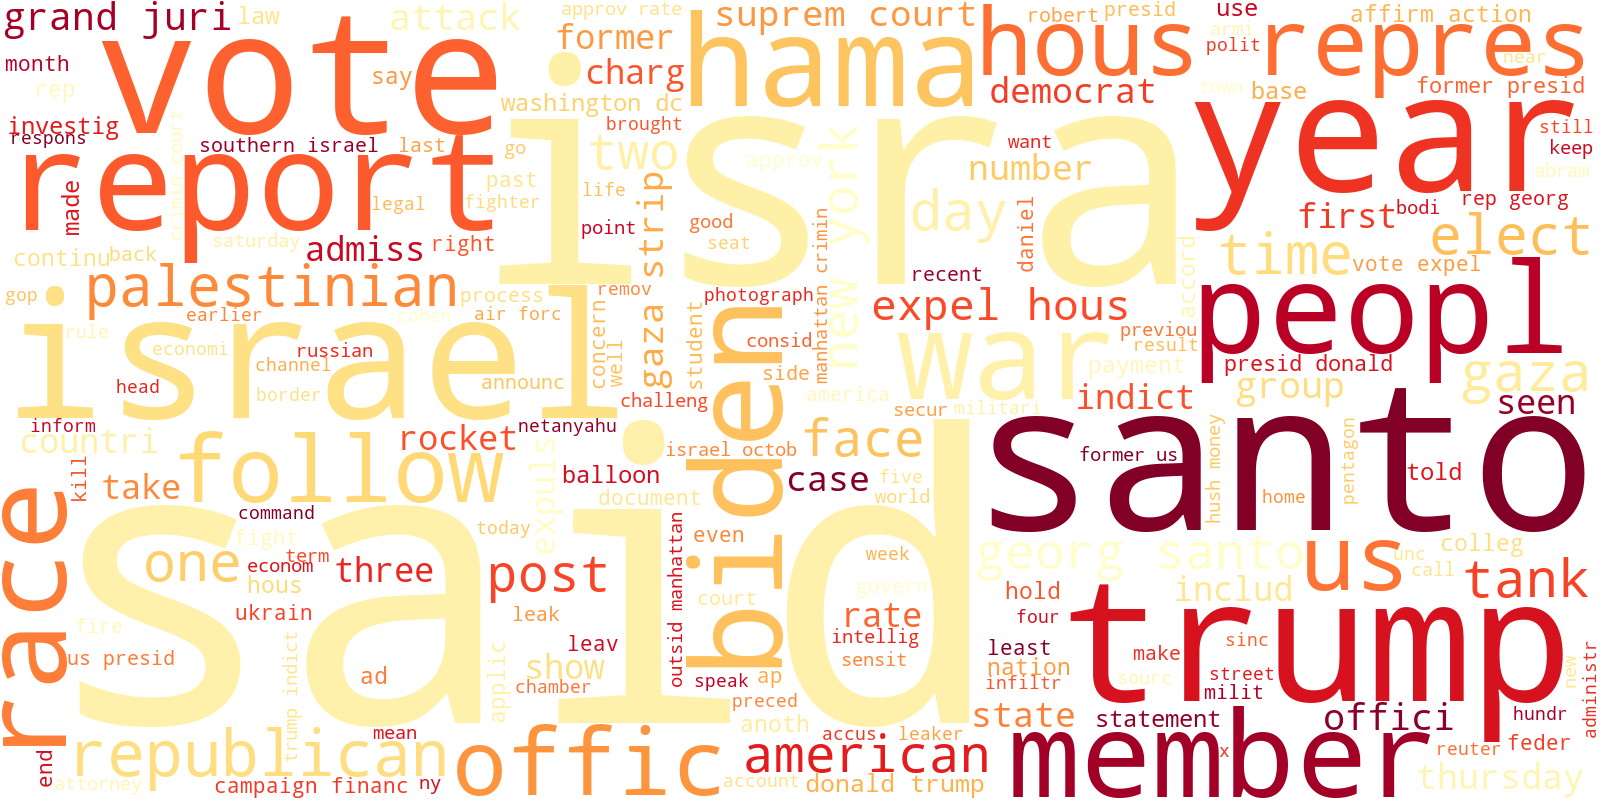 grand juri
law
attack
approv rate
suprem court
robert
presid
use
affirm action
vote
former
hama
hous
armi
repres
month
say
charg
polit
near
rep
washington dc
democrat
town
base
former presid
investig
isra
brought
year
respons
southern israel
last
go
two
approv
new york
want
number
still
keep
report
crimin court
made
legal
past
fighter
life
gaza strip
good
day
daniel
first
bodi
rep georg
abram
saturday
admiss
right
point
seat
manhattan crimin
accord
time
elect
continu
back
recent
vote expel
gop
palestinian
process
remov
photograph
expel hous
peopl
israel
earlier
cohen
air forc
concern
student
biden
consid
war
previou
result
rule
economi
russian
channel
well
side
payment
presid donald
head
border
announc
challeng
america
secur
militari
indict
group
gaza
seen
inform
countri
follow
rocket
netanyahu
expuls
israel octob
face
santo
former us
hush money
pentagon
told
kill
take
balloon
document
case
five
world
home
race
said
command
fight
today
outsid manhattan
even
week
georg santo
us
unc
call
colleg
tank
one
term
econom
hous
three
post
court
govern
includ
hold
ukrain
leak
rate
four
trump
fire
us presid
trump indict
leav
intellig
sensit
least
make
sinc
street
ad
applic
show
chamber
speak
ap
preced
nation
infiltr
sourc
milit
new
administr
republican
mean
offic
anoth
accus
leaker
state
statement
offici
hundr
end
attorney
campaign financ
ny
american
account
donald trump
member
x
reuter
feder
thursday